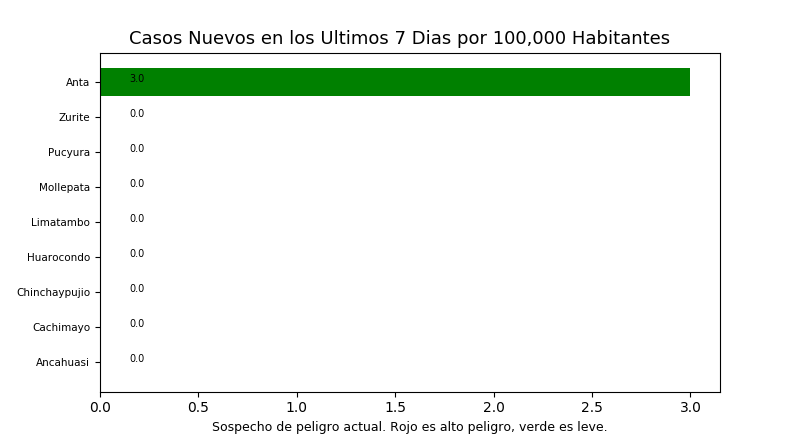 Casos Nuevos en los Ultimos 7 Dias por 100,000 Habitantes
Anta 3.0
Zurite 0.0
Pucyura 0.0
Mollepata 0.0
Limatambo 0.0
Huarocondo 0.0
Chinchaypujio 0.0
Cachimayo 0.0
Ancahuasi 0.0
0.0 0.5 1.0 1.5 2.0 2.5 3.0
Sospecho de peligro actual. Rojo es alto peligro, verde es leve.